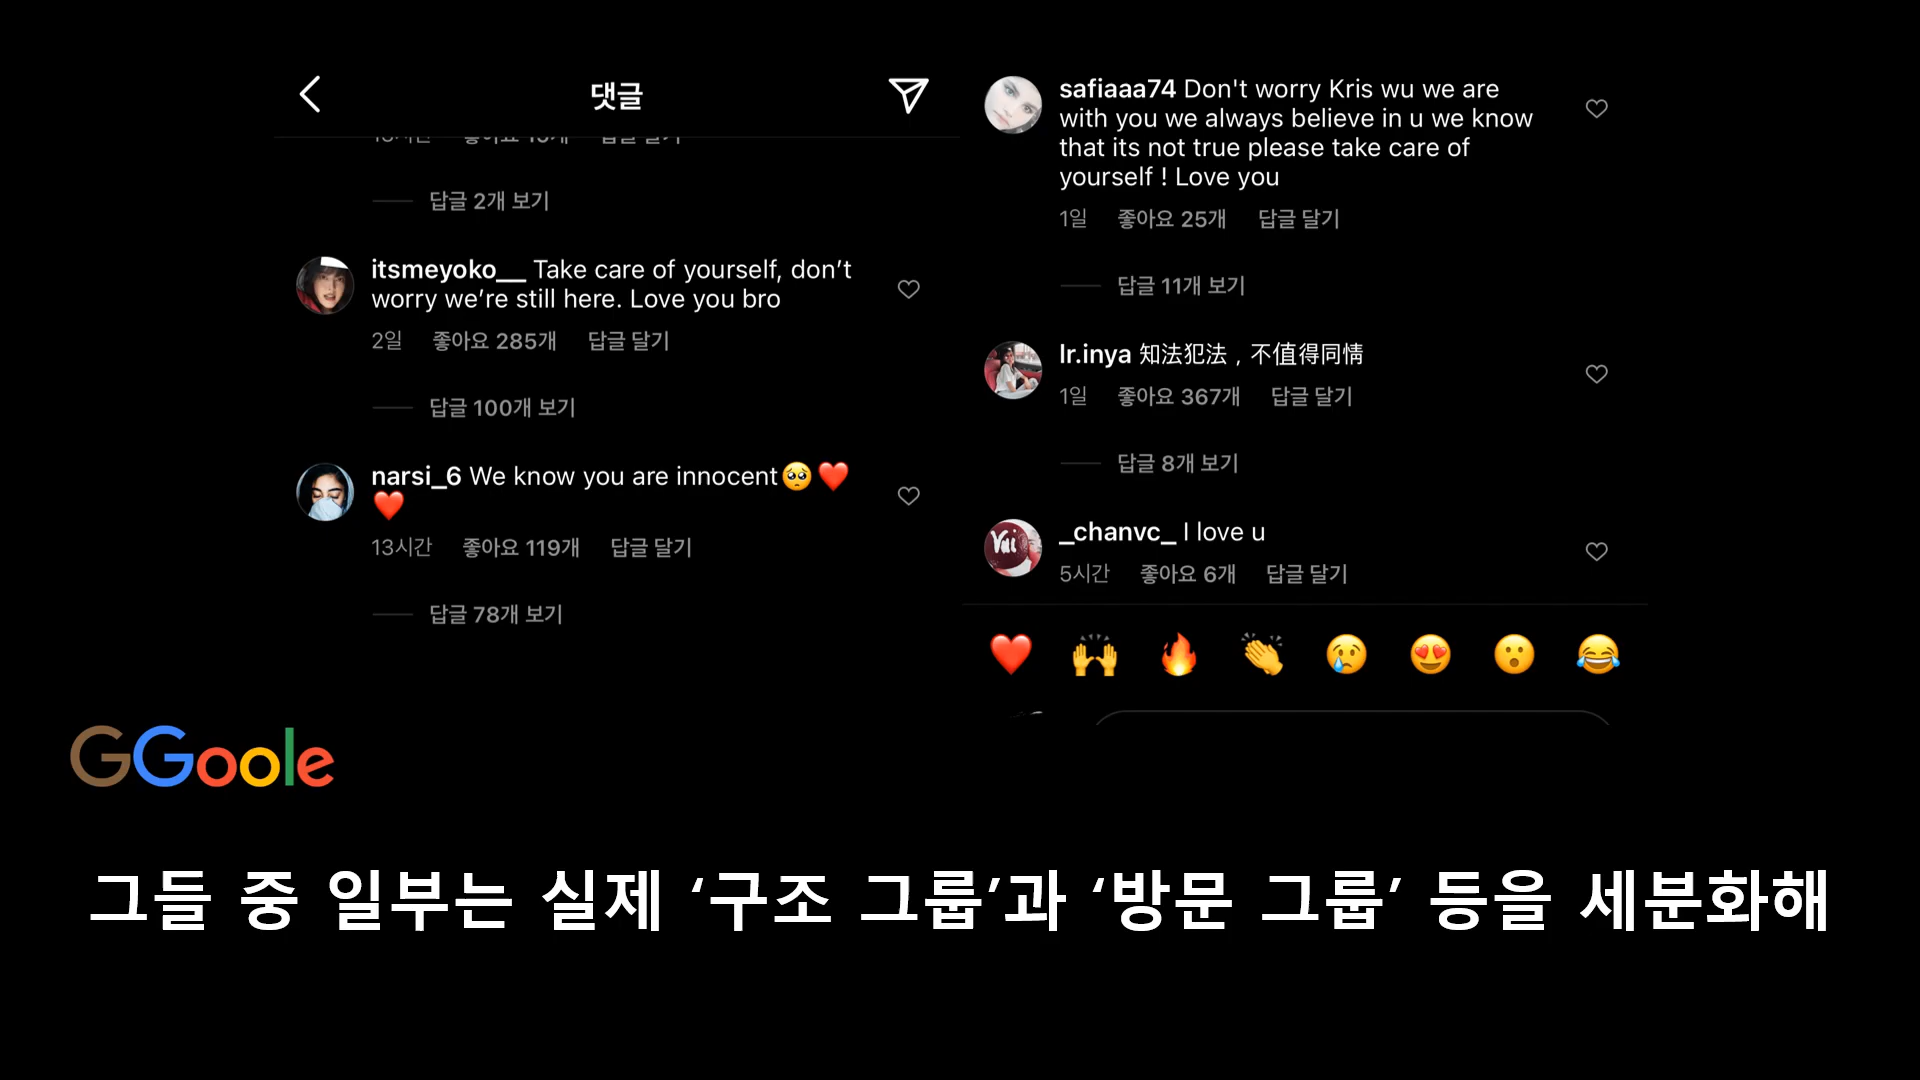 댓글
답글 2개 보기
itsmeyoko__ Take care of yourself, don’t
worry we’re still here. Love you bro
2일 좋아요 285개 답글 달기
답글 100개 보기
narsi_6 We know you are innocent🥺❤️
❤️
13시간 좋아요 119개 답글 달기
답글 78개 보기
safiaaa74 Don't worry Kris wu we are
with you we always believe in u we know
that its not true please take care of
yourself ! Love you
1일 좋아요 25개 답글 달기
답글 11개 보기
lr.inya 知法犯法，不值得同情
1일 좋아요 367개 답글 달기
답글 8개 보기
_chanvc_ I love u
5시간 좋아요 6개 답글 달기
GGoole
그들 중 일부는 실제 ‘구조 그룹’과 ‘방문 그룹’ 등을 세분화해